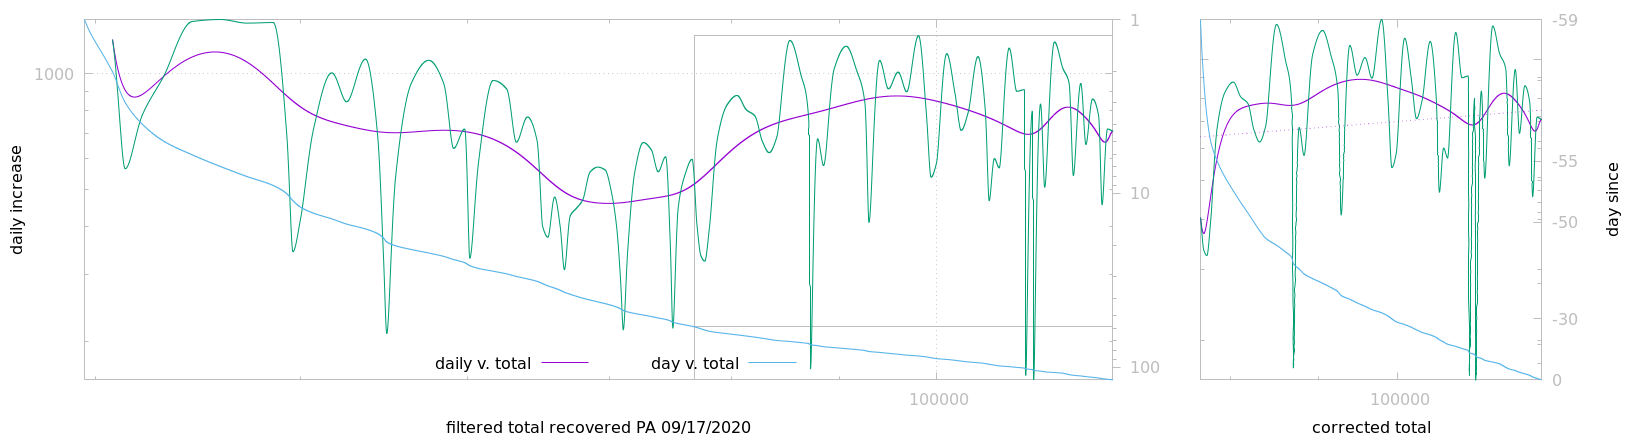 1000
daily increase
daily v. total
day v. total
100000
filtered total recovered PA 09/17/2020
1
10
100
100000
corrected total
-59
-55
-50
-30
0
day since